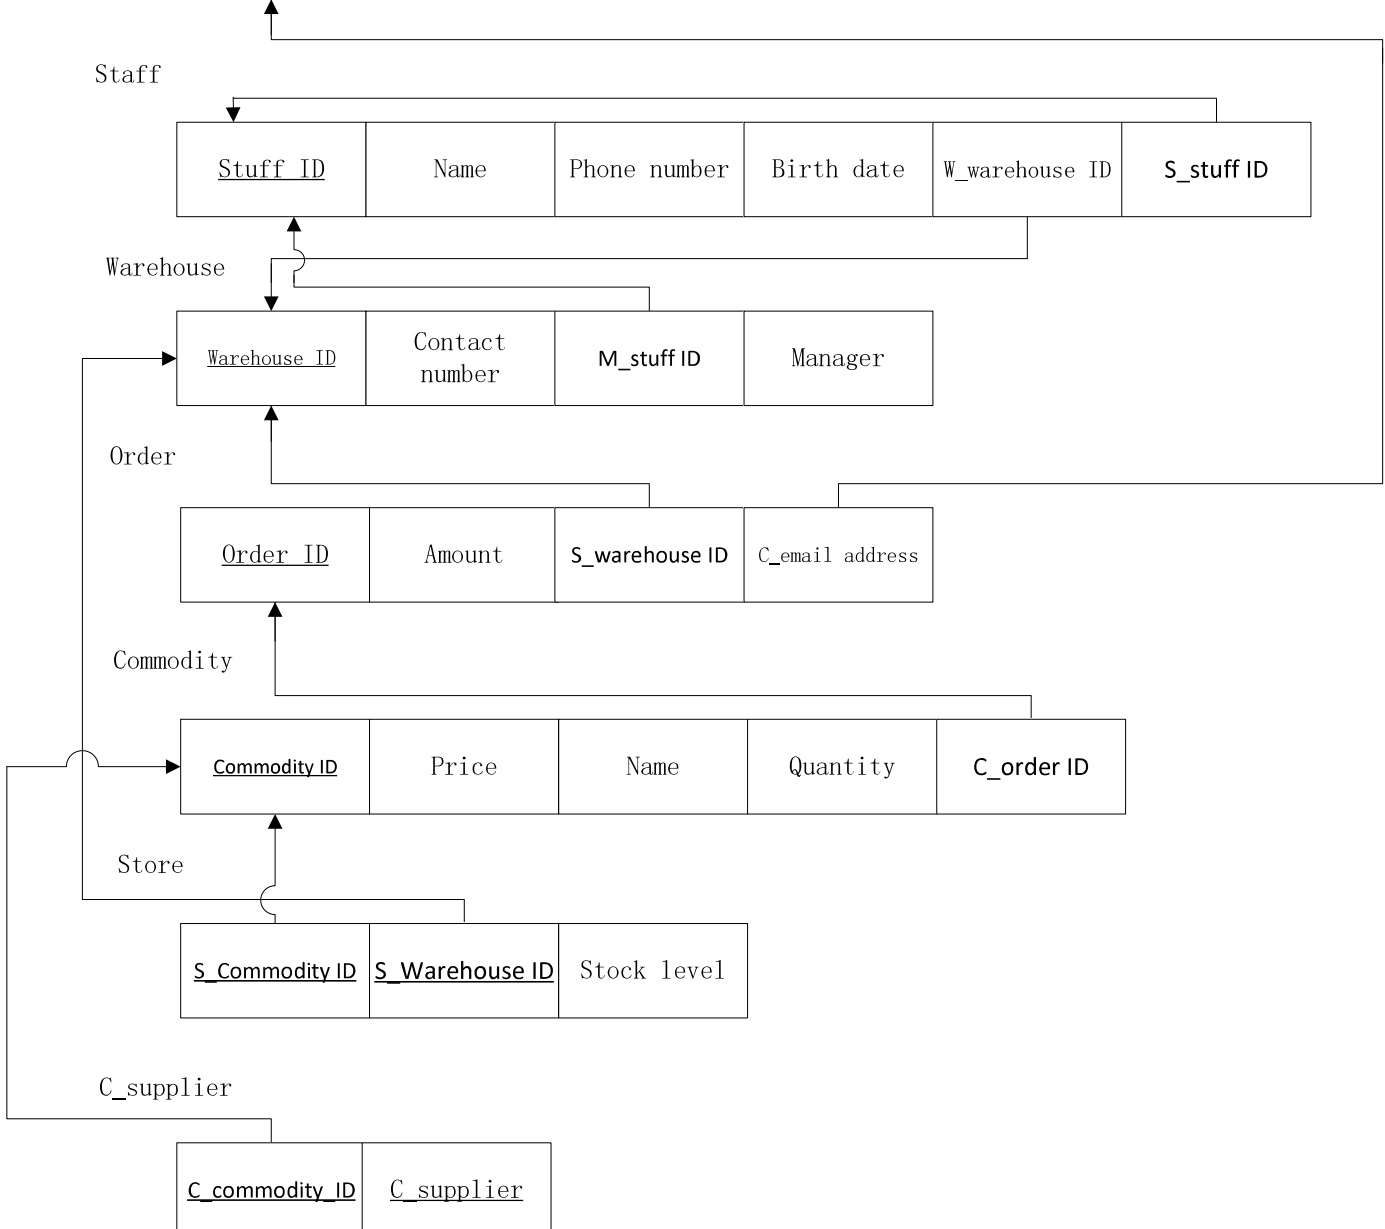 Staff
Stuff ID Name Phone number Birth date W_warehouse ID S_stuff ID
Warehouse
Warehouse ID Contact number M_stuff ID Manager
Order
Order ID Amount S_warehouse ID C_email address
Commodity
Commodity ID Price Name Quantity C_order ID
Store
S_Commodity ID S_Warehouse ID Stock level
C_supplier
C_commodity_ID C_supplier